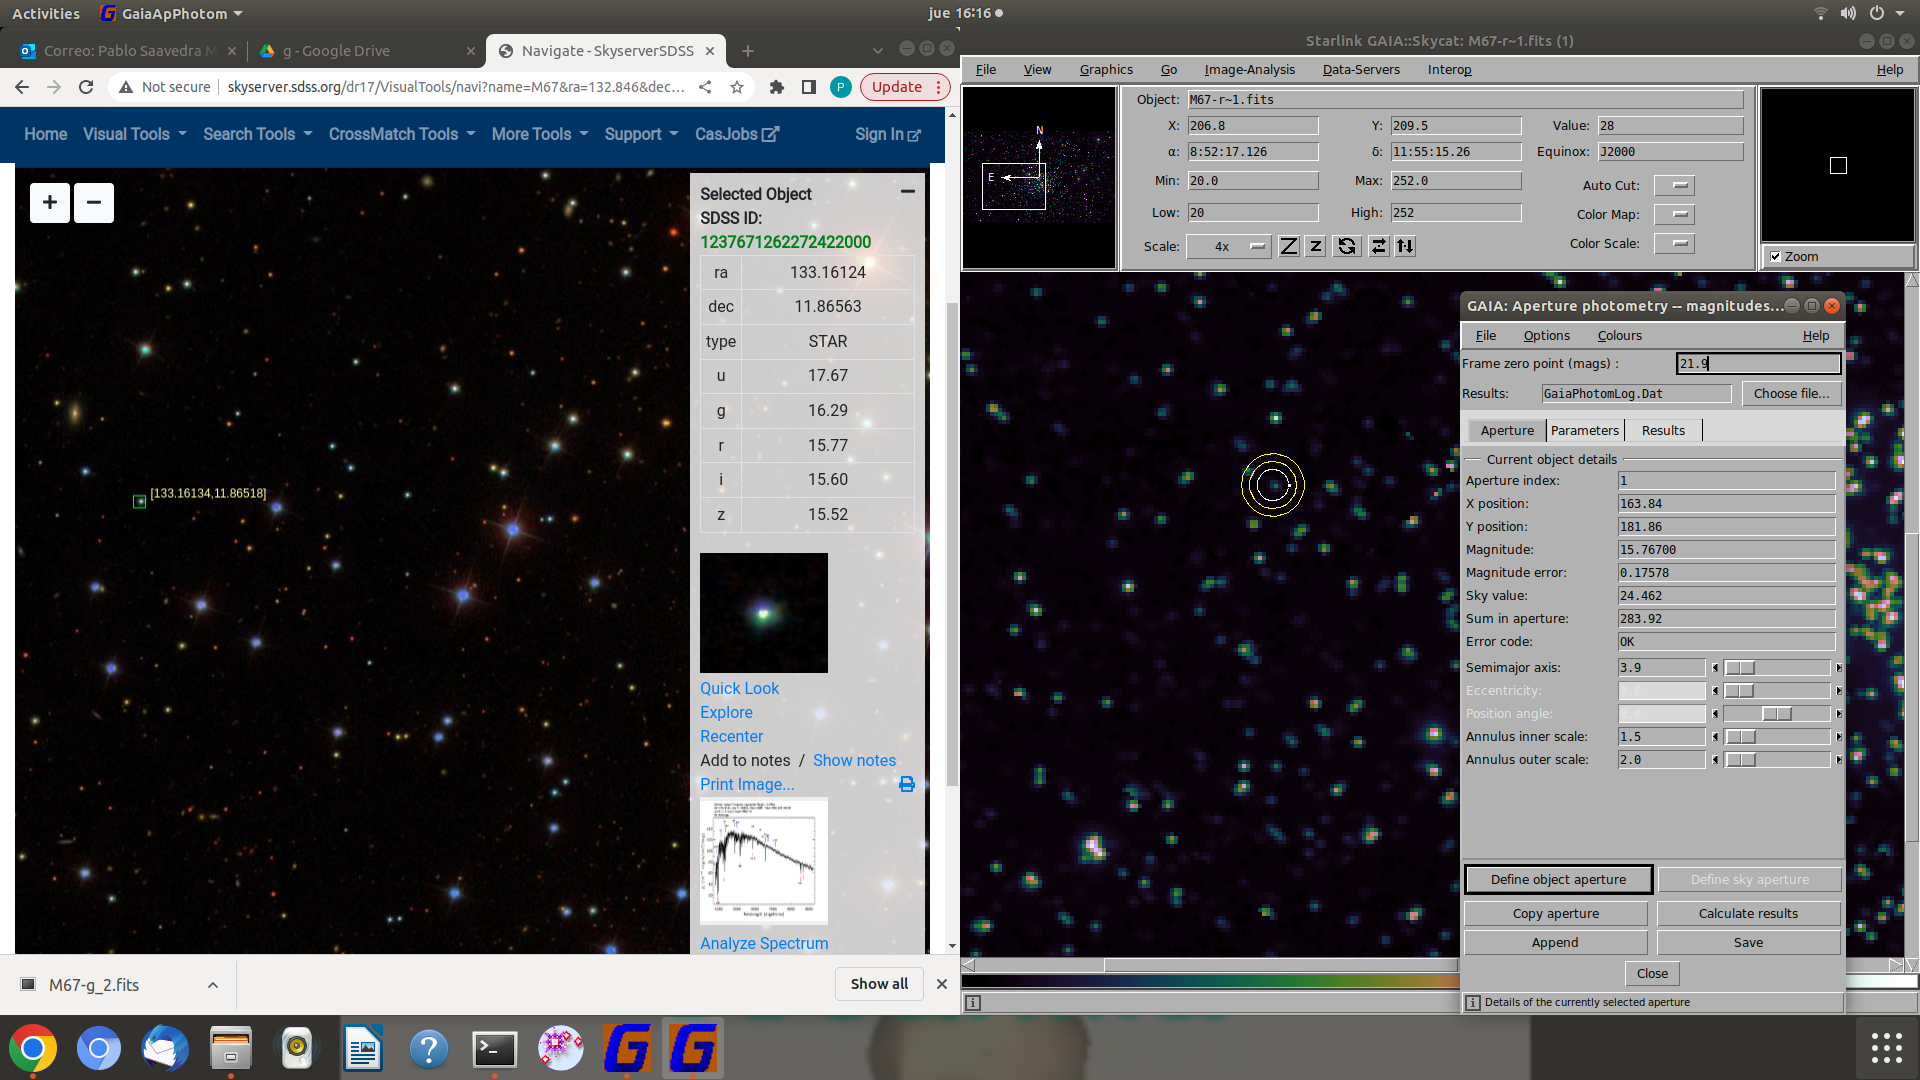 Activities
GaiaApPhotom
jue 16:16
Correo: Pablo Saavedra M
g - Google Drive
Navigate - SkyserverSDSS
Not secure
skyserver.sdss.org/dr17/VisualTools/navi?name=M67&ra=132.846&dec...
P
Update
Home
Visual Tools
Search Tools
CrossMatch Tools
More Tools
Support
CasJobs
Sign In
+
−
[133.16134,11.86518]
Selected Object
SDSS ID:
1237671262272422000
ra 133.16124
dec 11.86563
type STAR
u 17.67
g 16.29
r 15.77
i 15.60
z 15.52
Quick Look
Explore
Recenter
Add to notes / Show notes
Print Image...
Analyze Spectrum
M67-g_2.fits
Show all
Starlink GAIA::Skycat: M67-r~1.fits (1)
File
View
Graphics
Go
Image-Analysis
Data-Servers
Interop
Help
N
E
Object: M67-r~1.fits
X: 206.8
Y: 209.5
Value: 28
α: 8:52:17.126
δ: 11:55:15.26
Equinox: J2000
Min: 20.0
Max: 252.0
Auto Cut:
Low: 20
High: 252
Color Map:
Scale: 4x
Z
z
Color Scale:
Zoom
GAIA: Aperture photometry -- magnitudes...
File
Options
Colours
Help
Frame zero point (mags) : 21.9
Results: GaiaPhotomLog.Dat
Choose file...
Aperture
Parameters
Results
Current object details
Aperture index: 1
X position: 163.84
Y position: 181.86
Magnitude: 15.76700
Magnitude error: 0.17578
Sky value: 24.462
Sum in aperture: 283.92
Error code: OK
Semimajor axis: 3.9
Eccentricity: 0.0
Position angle: 0.0
Annulus inner scale: 1.5
Annulus outer scale: 2.0
Define object aperture
Define sky aperture
Copy aperture
Calculate results
Append
Save
Close
Details of the currently selected aperture